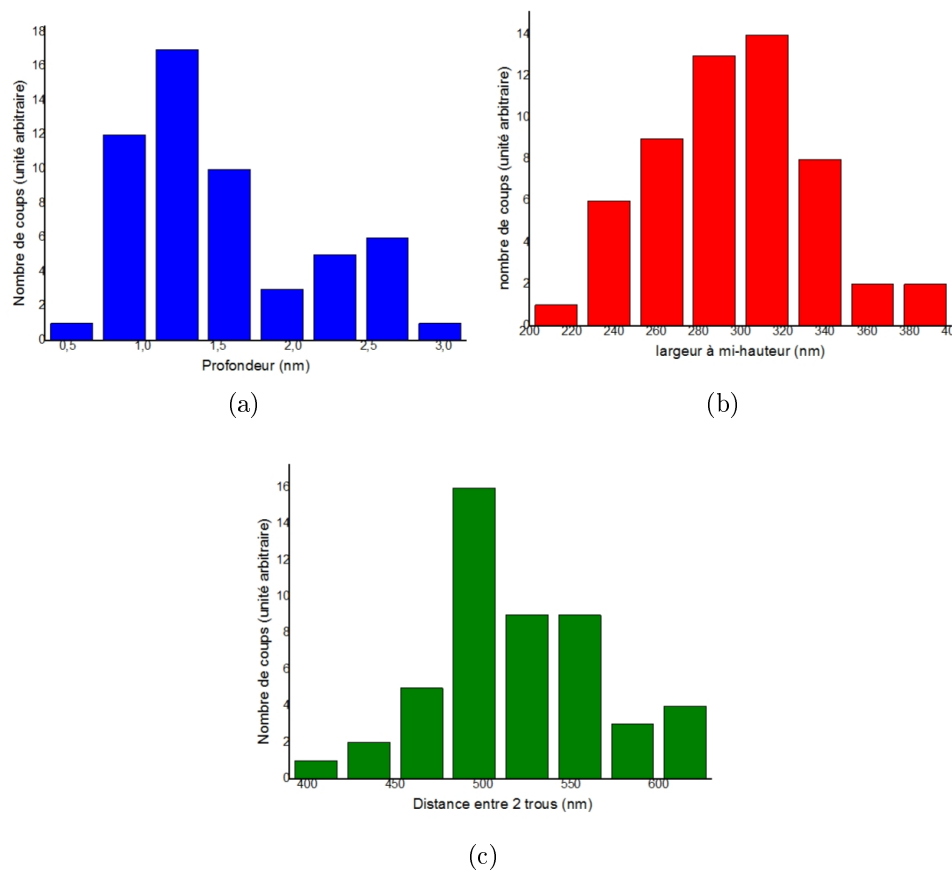 Nombre de coups (unité arbitraire)
18
16
14
12
10
8
6
4
2
0
0,5 1,0 1,5 2,0 2,5 3,0
Profondeur (nm)
(a)
nombre de coups (unité arbitraire)
14
12
10
8
6
4
2
0
200 220 240 260 280 300 320 340 360 380 40
largeur à mi-hauteur (nm)
(b)
Nombre de coups (unité arbitraire)
16
14
12
10
8
6
4
2
0
400 450 500 550 600
Distance entre 2 trous (nm)
(c)